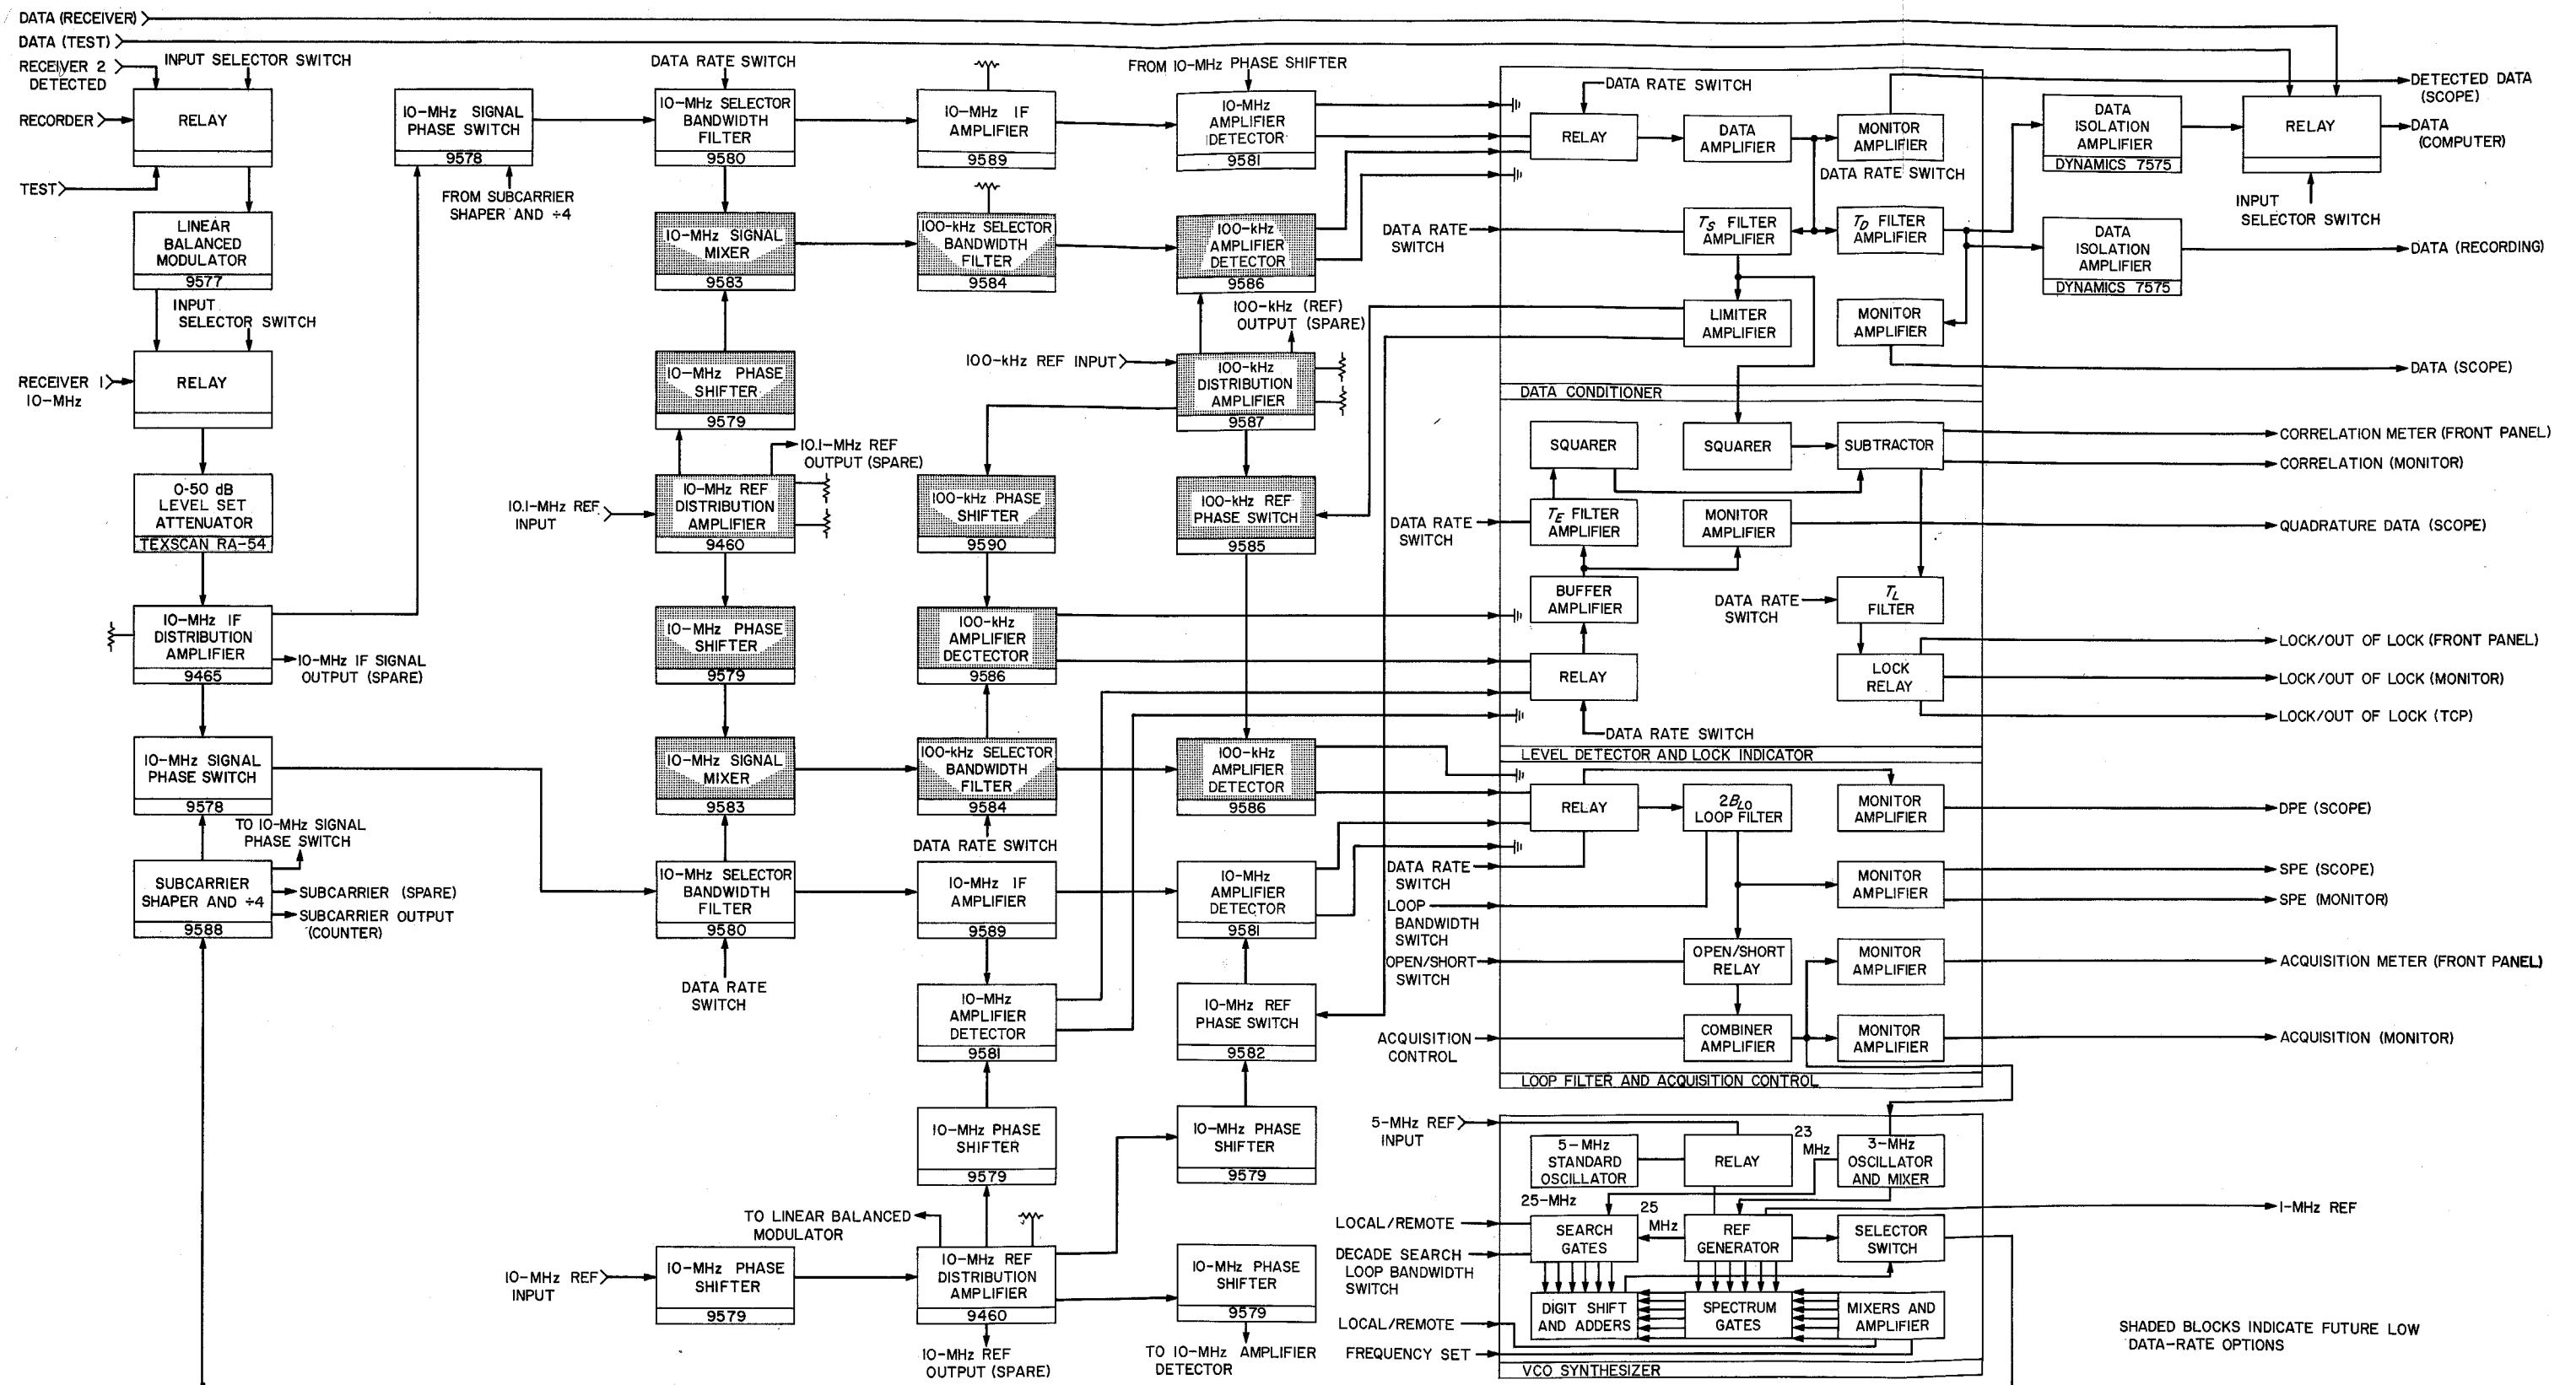 DATA (RECEIVER)
DATA (TEST)
RECEIVER 2
DETECTED
INPUT SELECTOR SWITCH
RECORDER
RELAY
TEST
LINEAR
BALANCED
MODULATOR
9577
INPUT
SELECTOR SWITCH
RECEIVER 1
10-MHz
RELAY
0-50 dB
LEVEL SET
ATTENUATOR
TEXSCAN RA-54
10-MHz IF
DISTRIBUTION
AMPLIFIER
9465
10-MHz IF SIGNAL
OUTPUT (SPARE)
10-MHz SIGNAL
PHASE SWITCH
9578
TO 10-MHz SIGNAL
PHASE SWITCH
SUBCARRIER
SHAPER AND ÷4
9588
SUBCARRIER (SPARE)
SUBCARRIER OUTPUT
(COUNTER)
10-MHz SIGNAL
PHASE SWITCH
9578
FROM SUBCARRIER
SHAPER AND ÷4
DATA RATE SWITCH
10-MHz SELECTOR
BANDWIDTH
FILTER
9580
10-MHz SIGNAL
MIXER
9583
10-MHz PHASE
SHIFTER
9579
10.1-MHz REF
OUTPUT (SPARE)
10.1-MHz REF
INPUT
10-MHz REF
DISTRIBUTION
AMPLIFIER
9460
10-MHz PHASE
SHIFTER
9579
10-MHz SIGNAL
MIXER
9583
10-MHz SELECTOR
BANDWIDTH
FILTER
9580
DATA RATE
SWITCH
TO LINEAR BALANCED
MODULATOR
10-MHz REF
INPUT
10-MHz PHASE
SHIFTER
9579
10-MHz IF
AMPLIFIER
9589
100-kHz SELECTOR
BANDWIDTH
FILTER
9584
100-kHz REF INPUT
100-kHz PHASE
SHIFTER
9590
100-kHz
AMPLIFIER
DECTECTOR
9586
100-kHz SELECTOR
BANDWIDTH
FILTER
9584
DATA RATE SWITCH
10-MHz IF
AMPLIFIER
9589
10-MHz
AMPLIFIER
DETECTOR
9581
10-MHz PHASE
SHIFTER
9579
10-MHz REF
DISTRIBUTION
AMPLIFIER
9460
10-MHz REF
OUTPUT (SPARE)
FROM 10-MHz PHASE SHIFTER
10-MHz
AMPLIFIER
DETECTOR
9581
100-kHz
AMPLIFIER
DETECTOR
9586
100-kHz (REF)
OUTPUT (SPARE)
100-kHz
DISTRIBUTION
AMPLIFIER
9587
100-kHz REF
PHASE SWITCH
9585
100-kHz
AMPLIFIER
DETECTOR
9586
10-MHz
AMPLIFIER
DETECTOR
9581
10-MHz REF
PHASE SWITCH
9582
10-MHz PHASE
SHIFTER
9579
10-MHz PHASE
SHIFTER
9579
TO 10-MHz AMPLIFIER
DETECTOR
DATA RATE SWITCH
RELAY
DATA
AMPLIFIER
MONITOR
AMPLIFIER
DATA RATE SWITCH
DATA RATE
SWITCH
TS FILTER
AMPLIFIER
TD FILTER
AMPLIFIER
LIMITER
AMPLIFIER
MONITOR
AMPLIFIER
DATA CONDITIONER
SQUARER
SQUARER
SUBTRACTOR
DATA RATE
SWITCH
TE FILTER
AMPLIFIER
MONITOR
AMPLIFIER
BUFFER
AMPLIFIER
DATA RATE
SWITCH
TL
FILTER
RELAY
LOCK
RELAY
DATA RATE SWITCH
LEVEL DETECTOR AND LOCK INDICATOR
RELAY
2BLO
LOOP FILTER
MONITOR
AMPLIFIER
DATA RATE
SWITCH
LOOP
BANDWIDTH
SWITCH
MONITOR
AMPLIFIER
OPEN/SHORT
SWITCH
OPEN/SHORT
RELAY
MONITOR
AMPLIFIER
ACQUISITION
CONTROL
COMBINER
AMPLIFIER
MONITOR
AMPLIFIER
LOOP FILTER AND ACQUISITION CONTROL
5-MHz REF
INPUT
5-MHz
STANDARD
OSCILLATOR
RELAY
23
MHz
3-MHz
OSCILLATOR
AND MIXER
25-MHz
LOCAL/REMOTE
SEARCH
GATES
25
MHz
REF
GENERATOR
SELECTOR
SWITCH
DECADE SEARCH
LOOP BANDWIDTH
SWITCH
DIGIT SHIFT
AND ADDERS
SPECTRUM
GATES
MIXERS AND
AMPLIFIER
LOCAL/REMOTE
FREQUENCY SET
VCO SYNTHESIZER
DATA
ISOLATION
AMPLIFIER
DYNAMICS 7575
RELAY
INPUT
SELECTOR SWITCH
DATA
ISOLATION
AMPLIFIER
DYNAMICS 7575
DETECTED DATA
(SCOPE)
DATA
(COMPUTER)
DATA (RECORDING)
DATA (SCOPE)
CORRELATION METER (FRONT PANEL)
CORRELATION (MONITOR)
QUADRATURE DATA (SCOPE)
LOCK/OUT OF LOCK (FRONT PANEL)
LOCK/OUT OF LOCK (MONITOR)
LOCK/OUT OF LOCK (TCP)
DPE (SCOPE)
SPE (SCOPE)
SPE (MONITOR)
ACQUISITION METER (FRONT PANEL)
ACQUISITION (MONITOR)
1-MHz REF
SHADED BLOCKS INDICATE FUTURE LOW
DATA-RATE OPTIONS